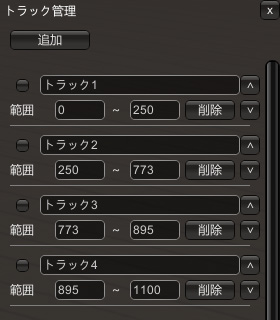 トラック管理 x
追加
トラック1 ^
範囲 0 ~ 250 削除 v
トラック2 ^
範囲 250 ~ 773 削除 v
トラック3 ^
範囲 773 ~ 895 削除 v
トラック4 ^
範囲 895 ~ 1100 削除 v